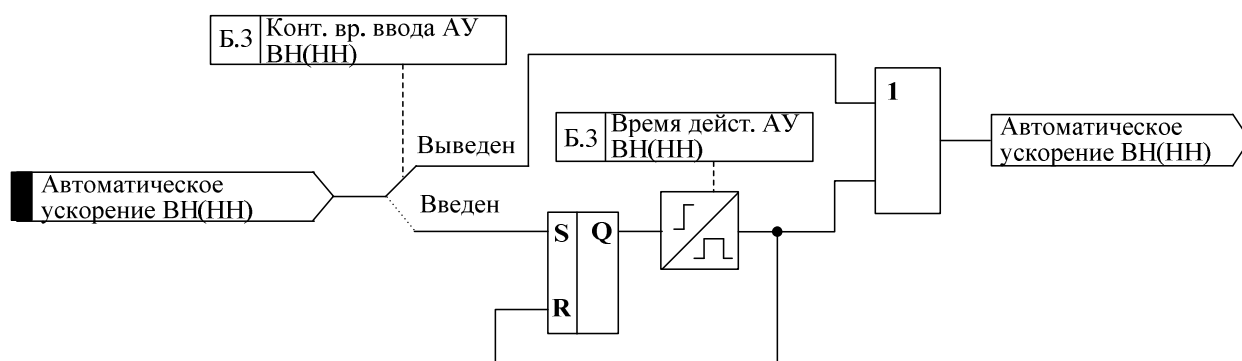 Б.3
Конт. вр. ввода АУ
ВН(НН)
1
Б.3
Время дейст. АУ
ВН(НН)
Автоматическое
ускорение ВН(НН)
Выведен
Автоматическое
ускорение ВН(НН)
Введен
S Q
R